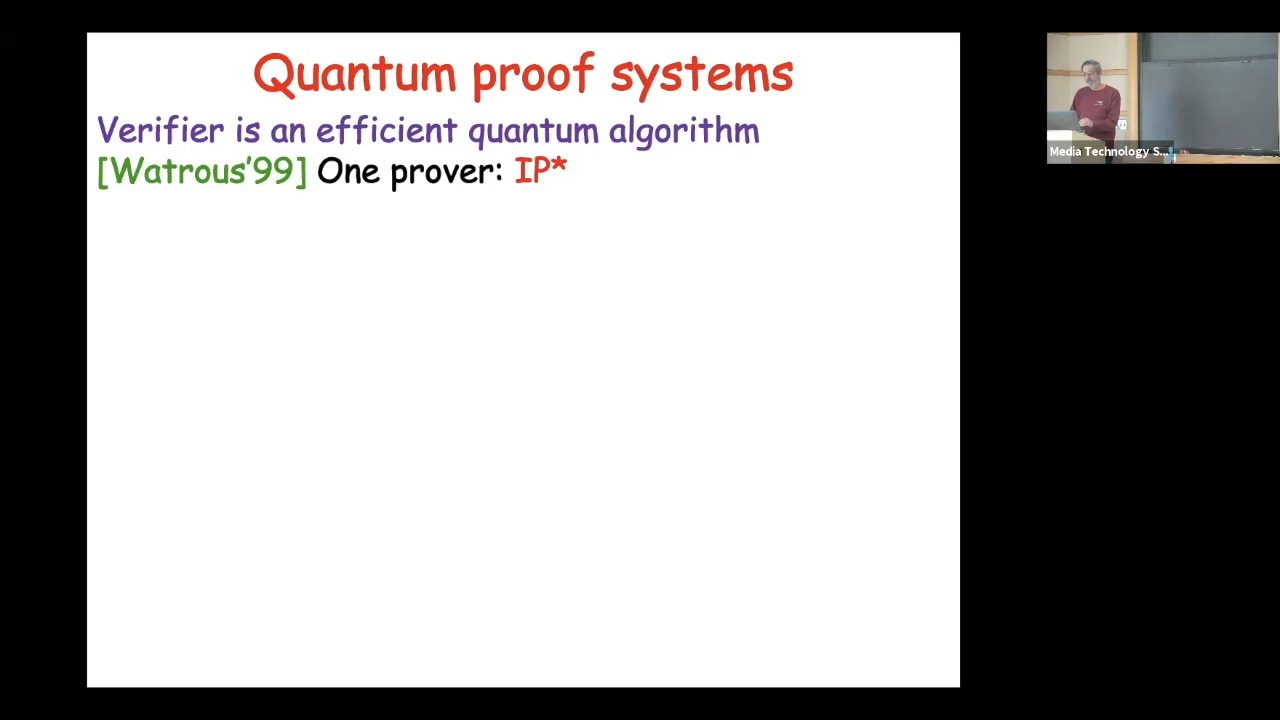 Quantum proof systems
Verifier is an efficient quantum algorithm
[Watrous'99] One prover: IP*
Media Technology S...